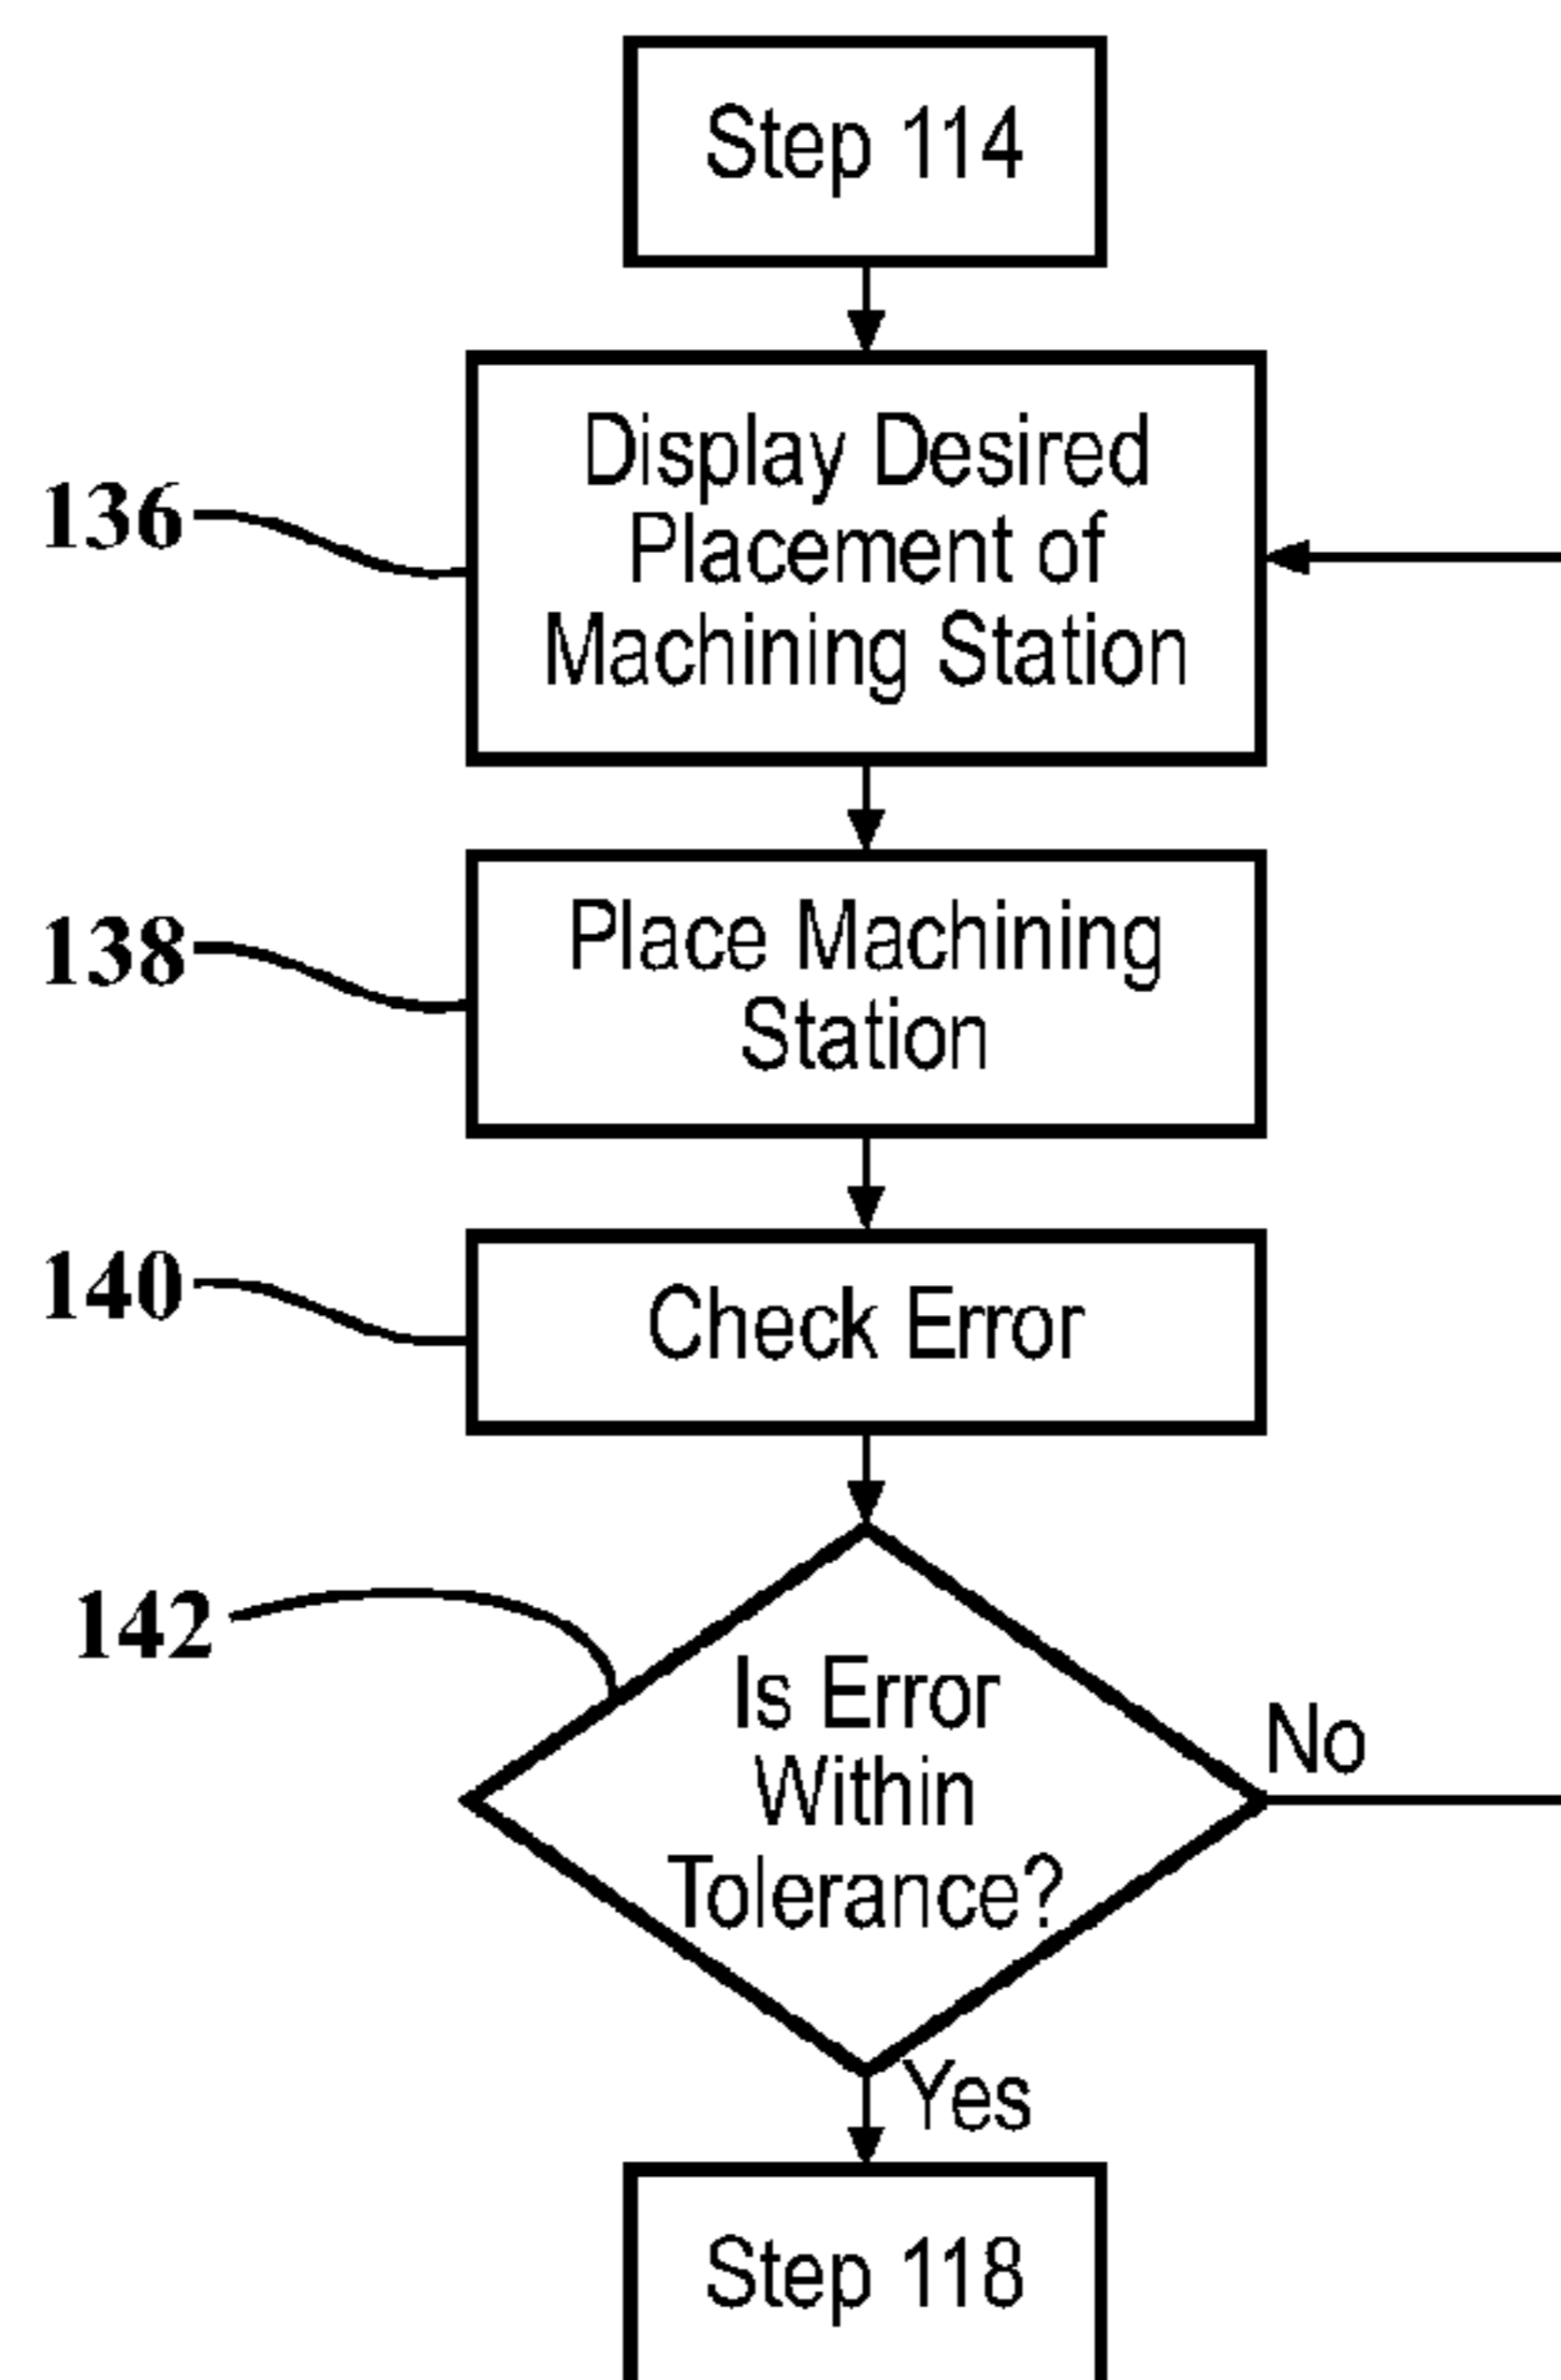 Step 114
136
Display Desired
Placement of
Machining Station
138
Place Machining
Station
140
Check Error
142
Is Error
Within
Tolerance?
No
Yes
Step 118